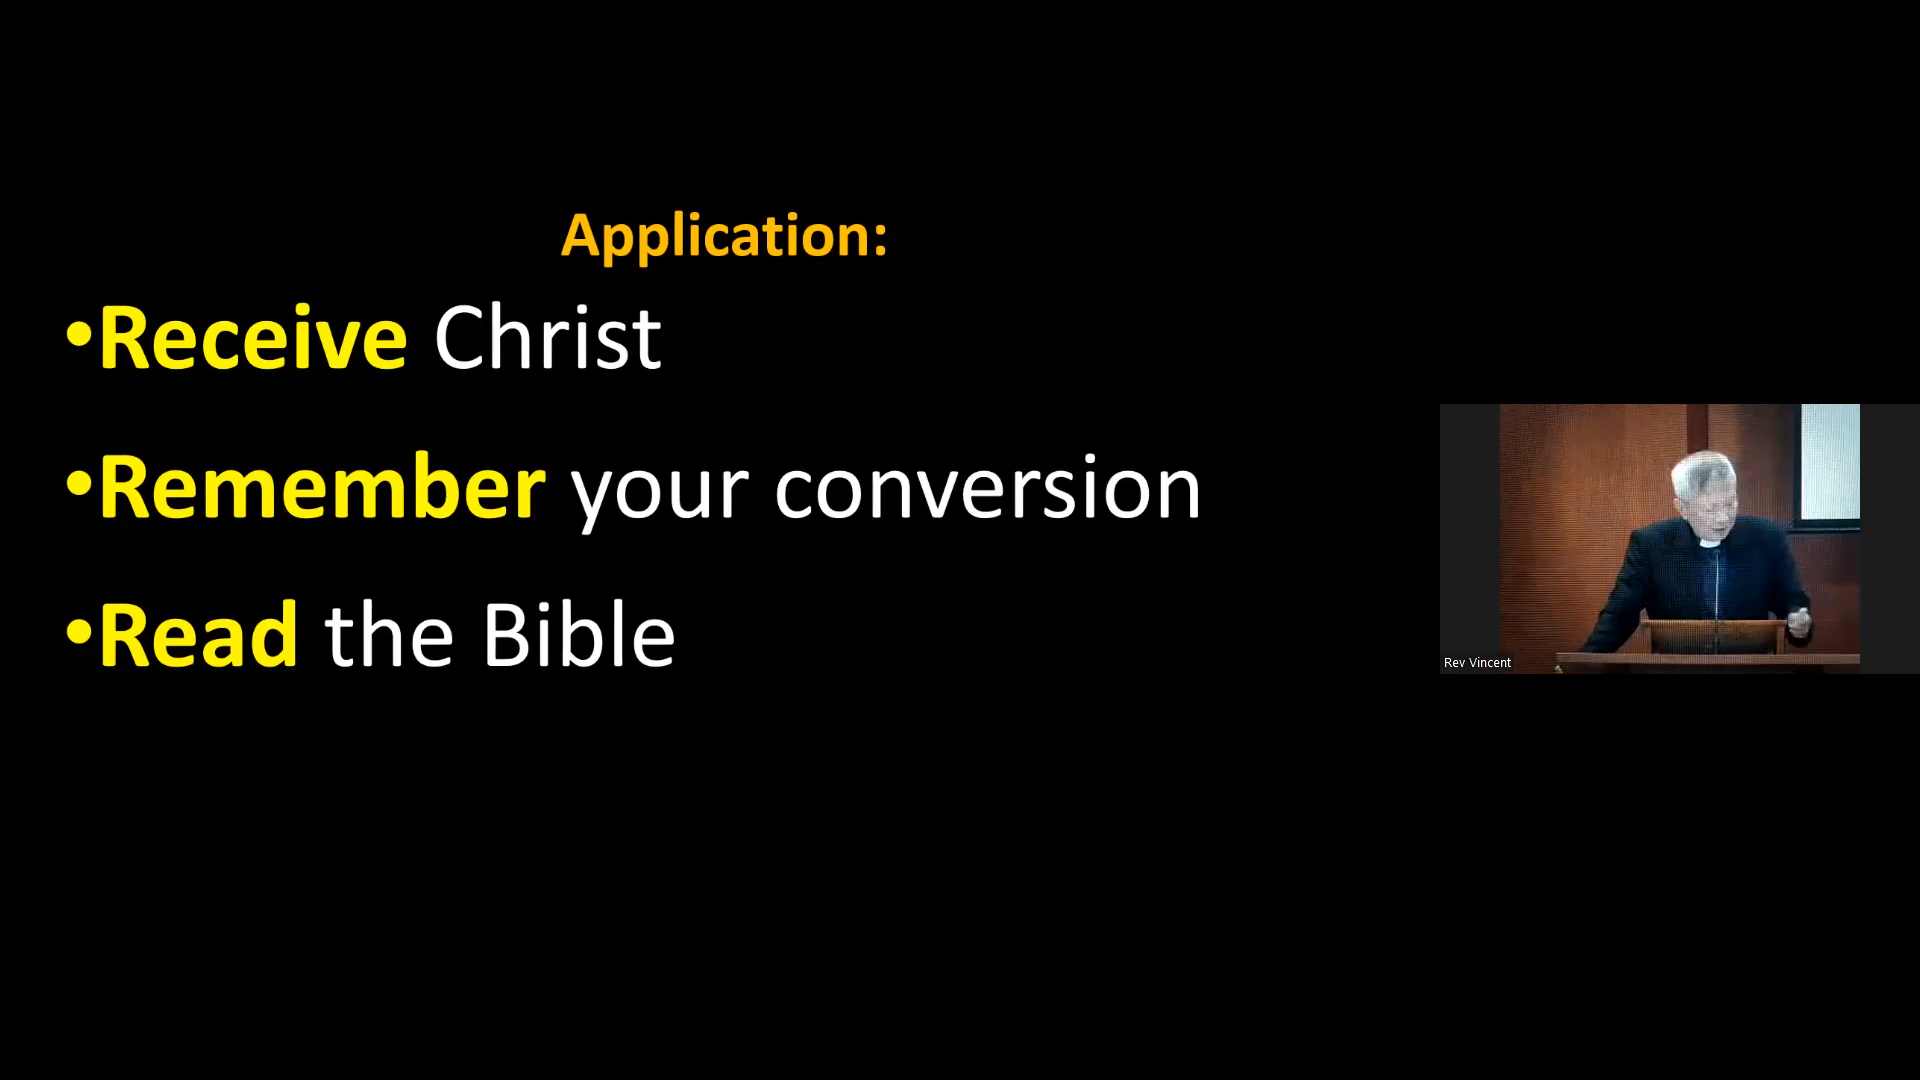 Application:
•Receive Christ
•Remember your conversion
•Read the Bible
Rev Vincent